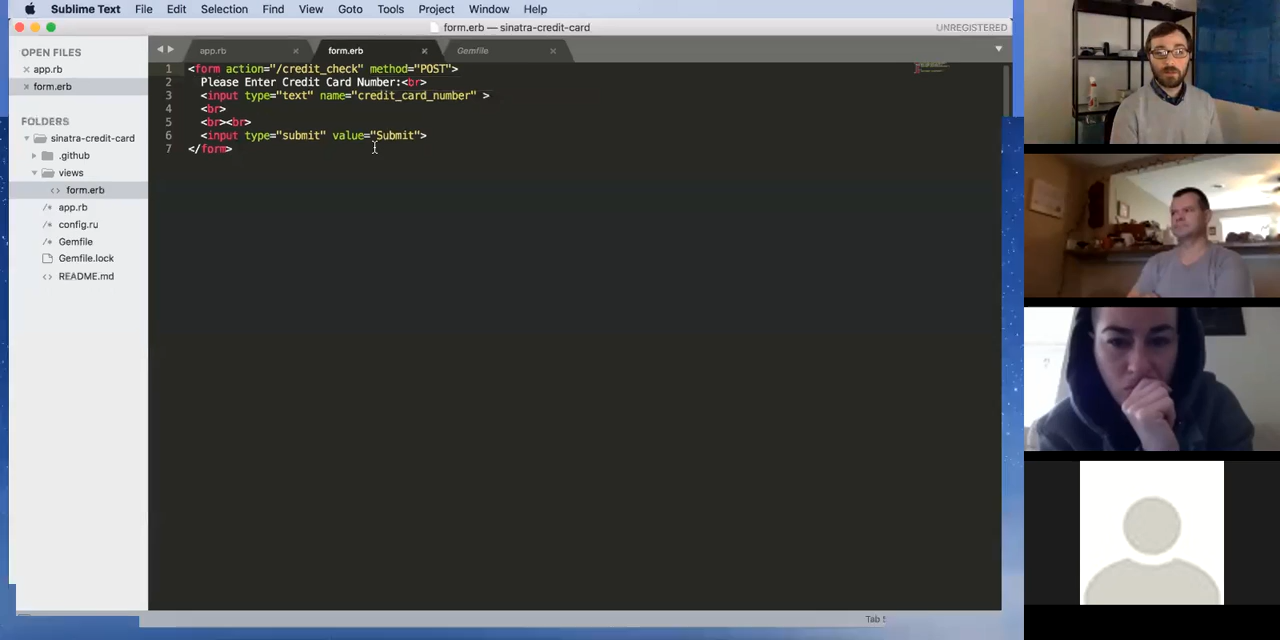 Sublime Text File Edit Selection Find View Goto Tools Project Window Help
form.erb — sinatra-credit-card
UNREGISTERED
OPEN FILES
app.rb
form.erb
FOLDERS
sinatra-credit-card
.github
views
form.erb
app.rb
config.ru
Gemfile
Gemfile.lock
README.md
app.rb form.erb Gemfile
1 <form action="/credit_check" method="POST">
2 Please Enter Credit Card Number:<br>
3 <input type="text" name="credit_card_number" >
4 <br>
5 <br><br>
6 <input type="submit" value="Submit">
7 </form>
Tab